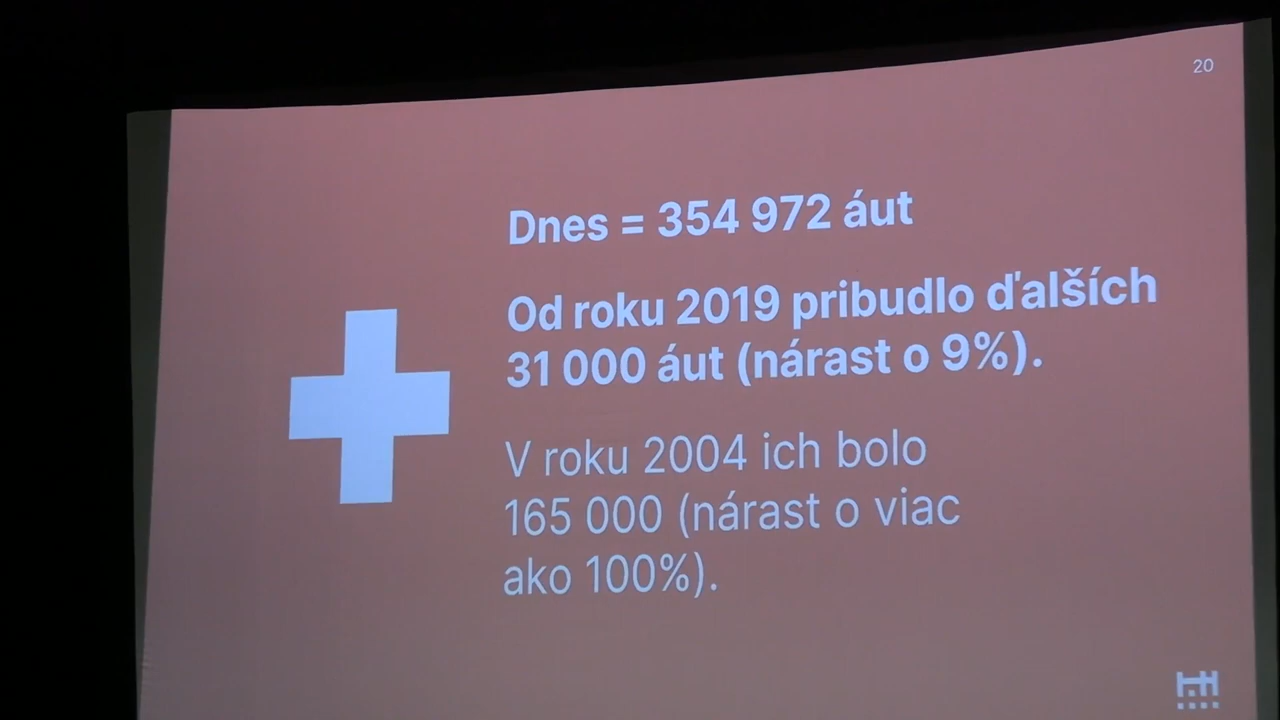 20
Dnes = 354 972 áut
Od roku 2019 pribudlo ďalších
31 000 áut (nárast o 9%).
V roku 2004 ich bolo
165 000 (nárast o viac
ako 100%).